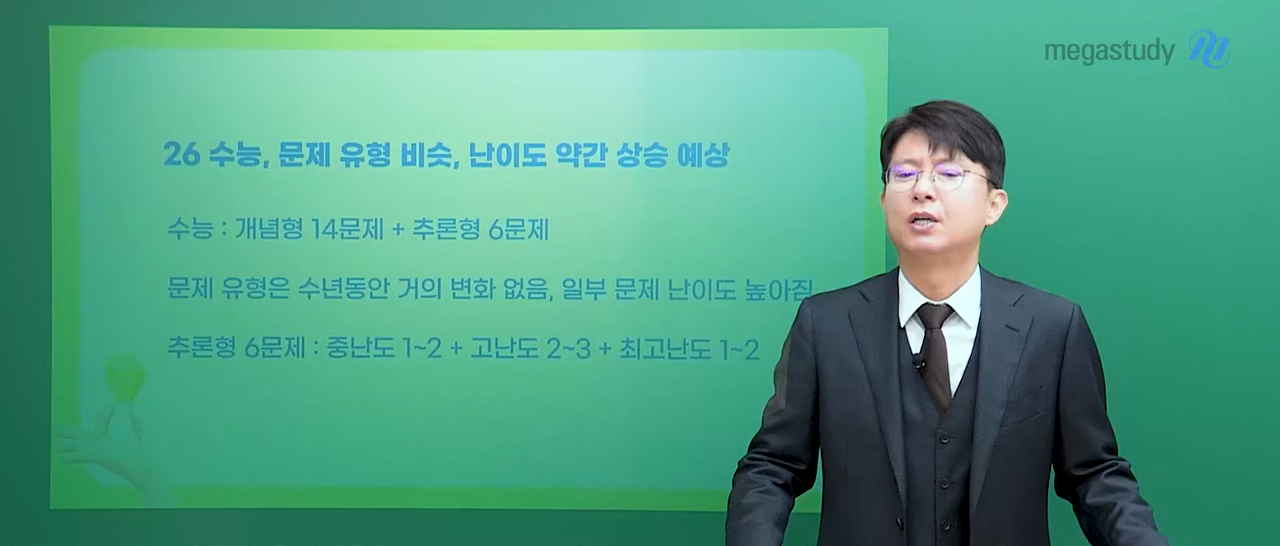 megastudy
26 수능, 문제 유형 비슷, 난이도 약간 상승 예상
수능 : 개념형 14문제 + 추론형 6문제
문제 유형은 수년동안 거의 변화 없음, 일부 문제 난이도 높아짐
추론형 6문제 : 중난도 1~2 + 고난도 2~3 + 최고난도 1~2